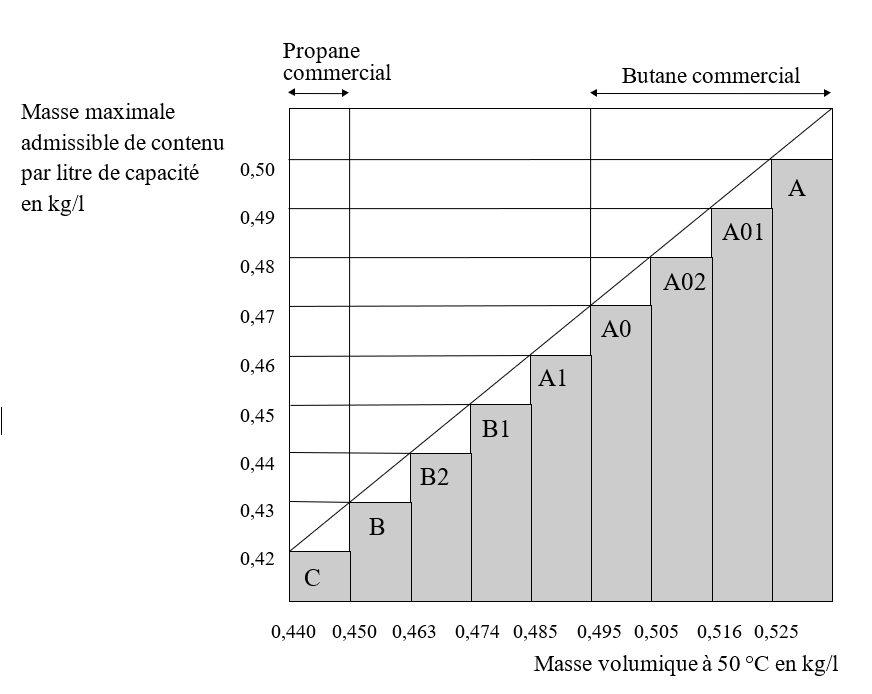 Propane
commercial
Butane commercial
Masse maximale
admissible de contenu
par litre de capacité
en kg/l
0,50
A
0,49
A01
0,48
A02
0,47
A0
0,46
A1
0,45
B1
0,44
B2
0,43
B
0,42
C
0,440 0,450 0,463 0,474 0,485 0,495 0,505 0,516 0,525
Masse volumique à 50 °C en kg/l